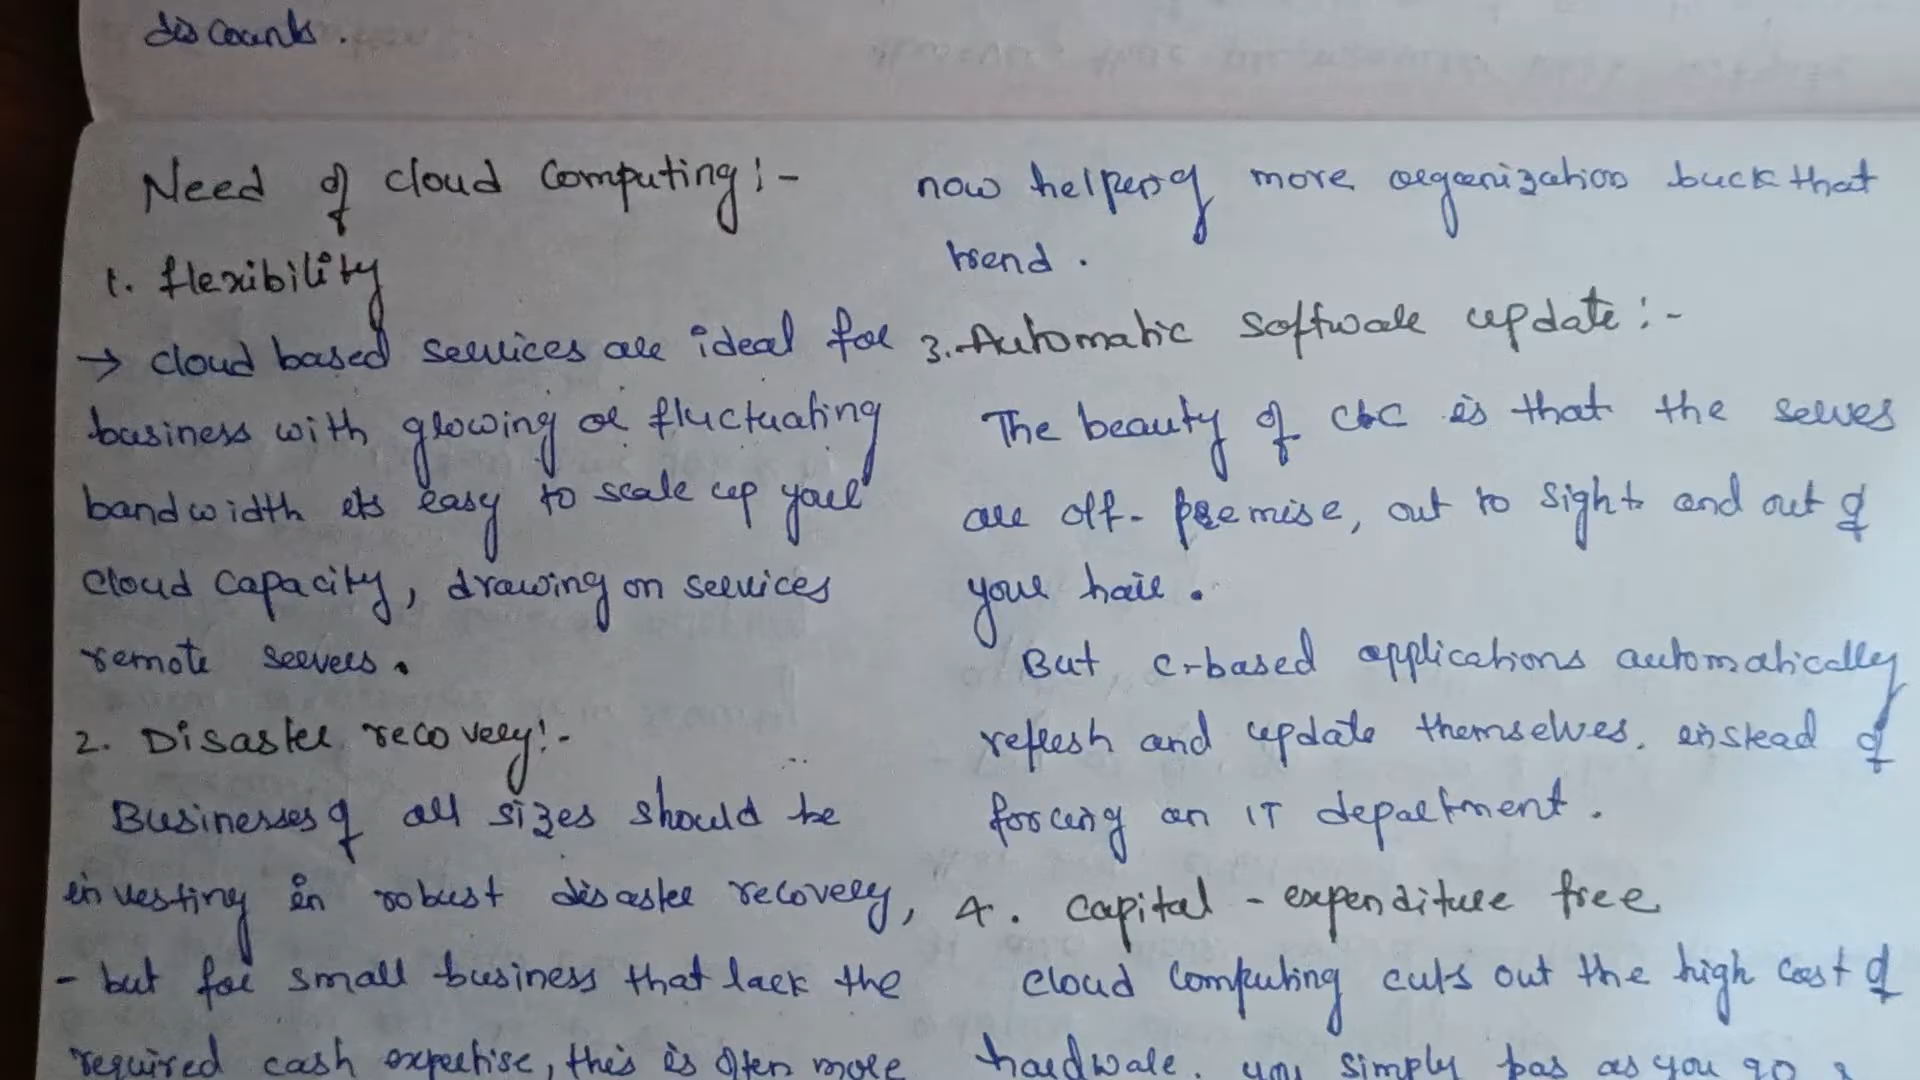 discounts.
Need of cloud computing:-
1. flexibility
→ cloud based services are ideal for
business with growing or fluctuating
bandwidth its easy to scale up your
cloud capacity, drawing on services
remote servers.
2. Disaster recovery:-
Businesses of all sizes should be
investing in robust disaster recovery,
- but for small business that lack the
required cash expertise, this is often more
now helping more organization buck that
trend.
3. Automatic software update:-
The beauty of is that the serves
are off-premise, out to sight and out of
your hair.
But, c-based applications automatically
refresh and update themselves, instead of
forcing an IT department.
4. capital - expenditure free
cloud computing cuts out the high cost of
hardware. you simply pas as you go